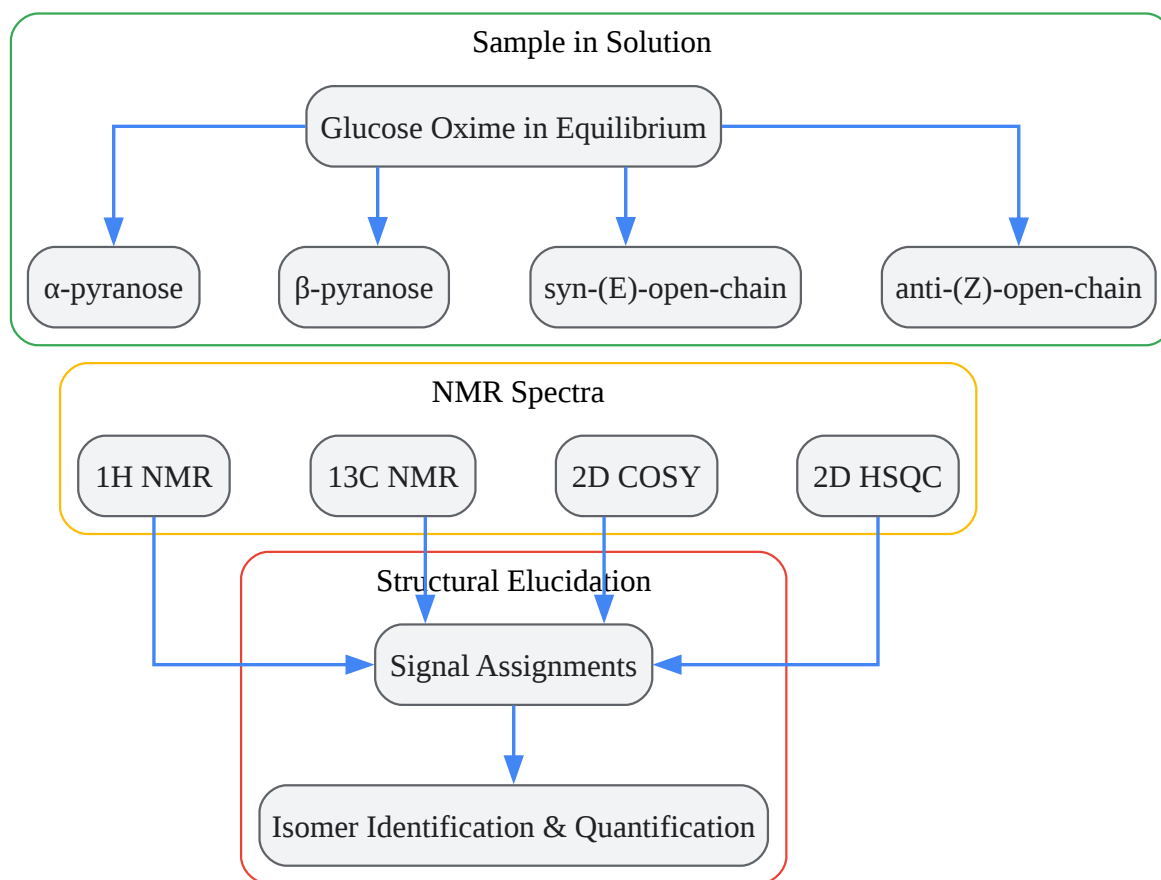 Sample in Solution
Glucose Oxime in Equilibrium
α-pyranose
β-pyranose
syn-(E)-open-chain
anti-(Z)-open-chain
NMR Spectra
1H NMR
13C NMR
2D COSY
2D HSQC
Structural Elucidation
Signal Assignments
Isomer Identification & Quantification